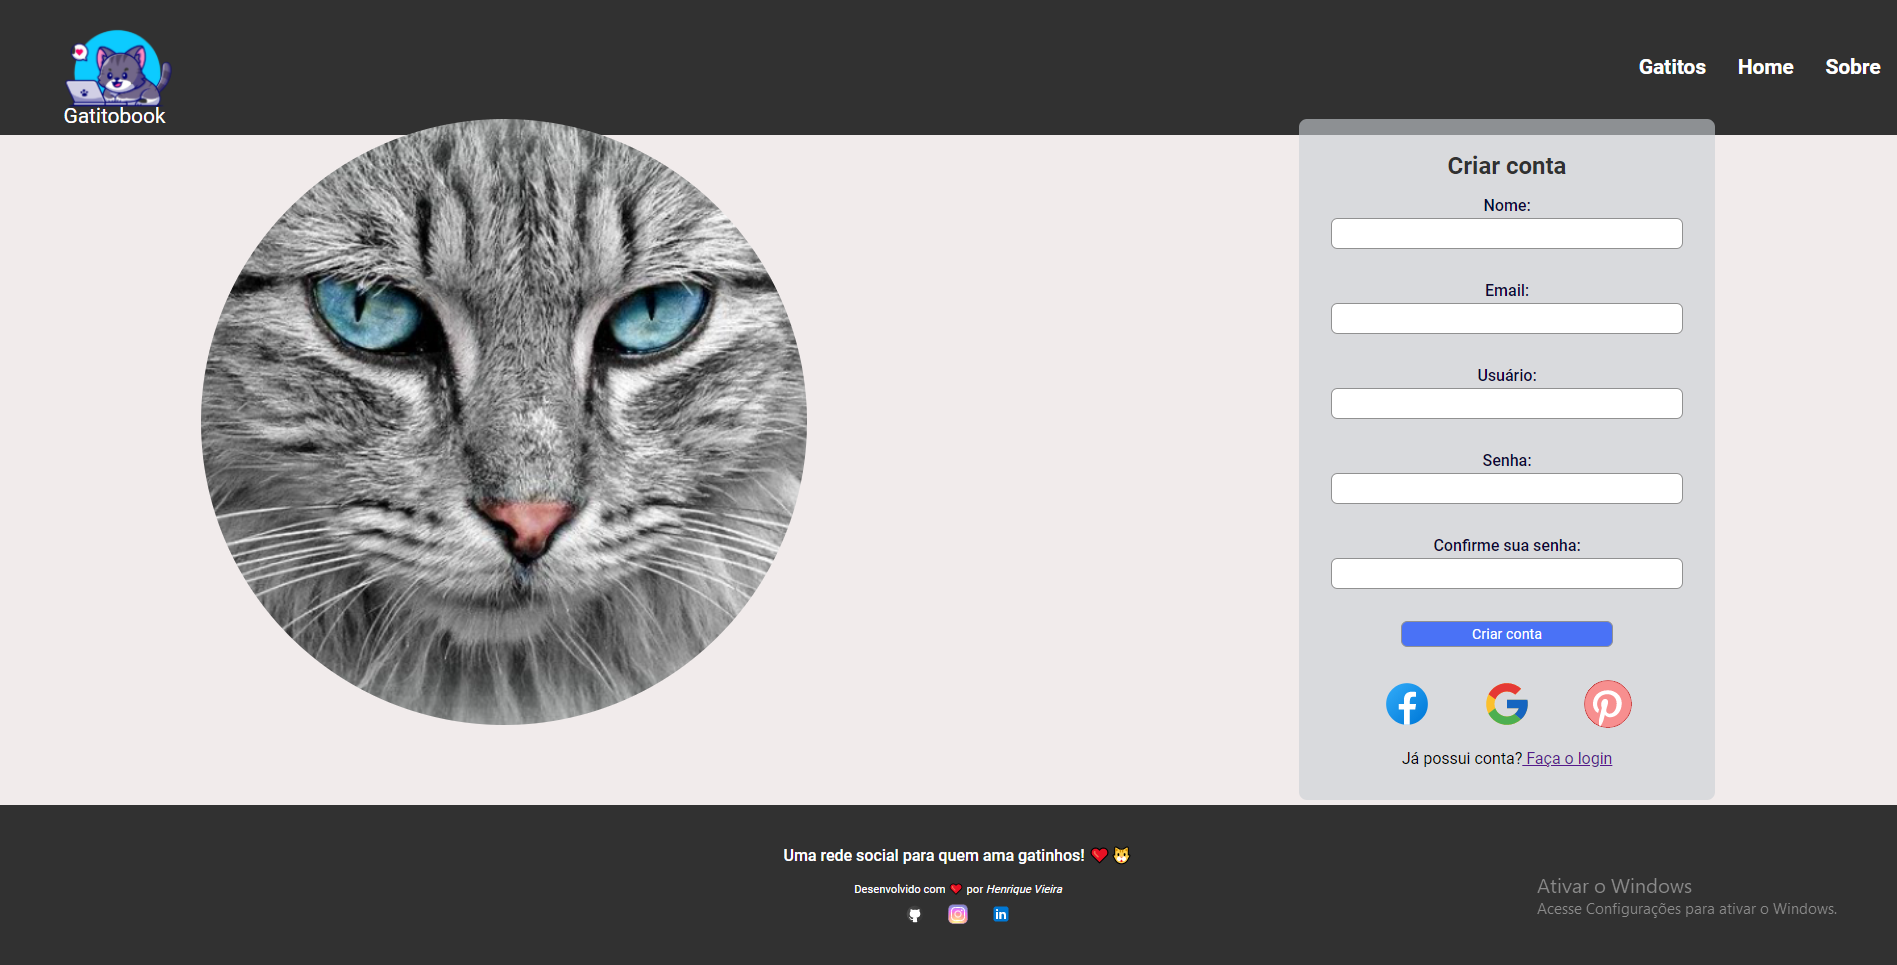 Gatitobook
Gatitos Home Sobre
Criar conta
Nome:
Email:
Usuário:
Senha:
Confirme sua senha:
Criar conta
Já possui conta? Faça o login
Uma rede social para quem ama gatinhos! ❤️ 🐱
Desenvolvido com ❤️ por Henrique Vieira
Ativar o Windows
Acesse Configurações para ativar o Windows.